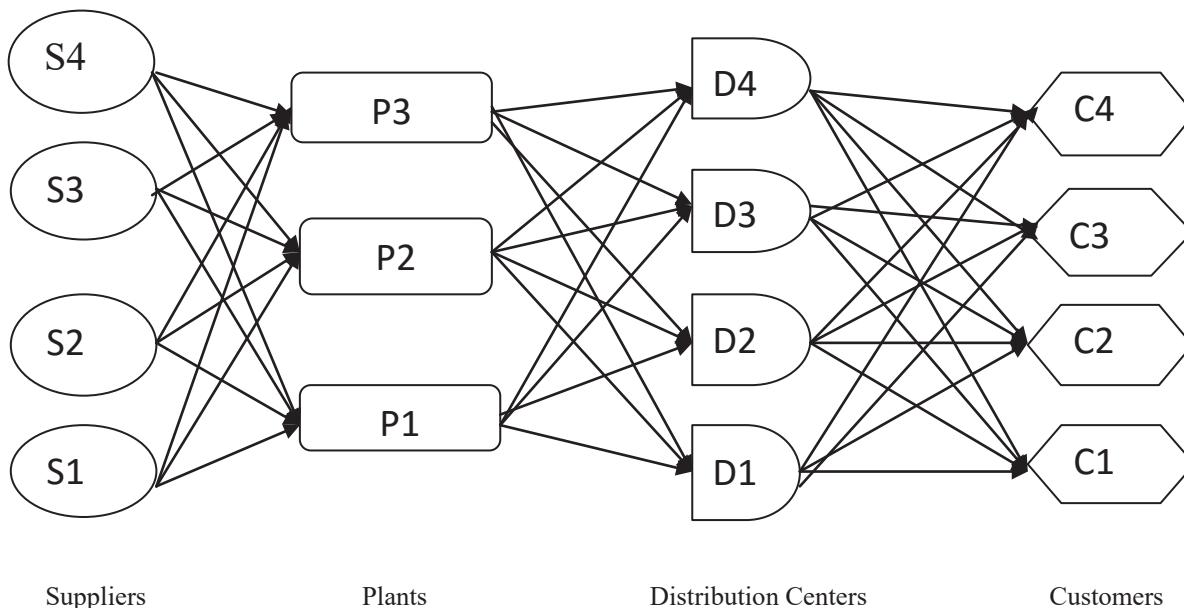 S4
S3
S2
S1
P3
P2
P1
D4
D3
D2
D1
C4
C3
C2
C1
Suppliers
Plants
Distribution Centers
Customers